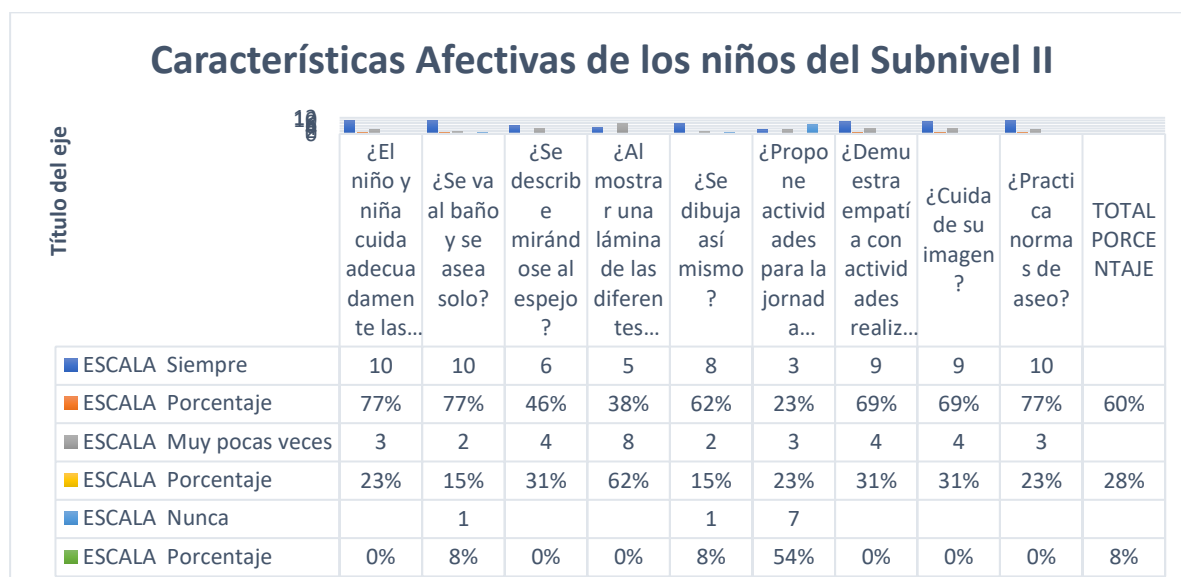 Características Afectivas de los niños del Subnivel II
Título del eje
¿El
niño y
niña
cuida
adecua
damen
te las...
¿Se va
al baño
y se
asea
solo?
¿Se
describ
e
miránd
ose al
espejo
?
¿Al
mostra
r una
lámina
de las
diferen
tes...
¿Se
dibuja
así
mismo
?
¿Propo
ne
activid
ades
para la
jornad
a...
¿Demu
estra
empatí
a con
activid
ades
realiz...
¿Cuida
de su
imagen
?
¿Practi
ca
norma
s de
aseo?
TOTAL
PORCE
NTAJE
ESCALA Siempre 10 10 6 5 8 3 9 9 10
ESCALA Porcentaje 77% 77% 46% 38% 62% 23% 69% 69% 77% 60%
ESCALA Muy pocas veces 3 2 4 8 2 3 4 4 3
ESCALA Porcentaje 23% 15% 31% 62% 15% 23% 31% 31% 23% 28%
ESCALA Nunca 1 1 7
ESCALA Porcentaje 0% 8% 0% 0% 8% 54% 0% 0% 0% 8%